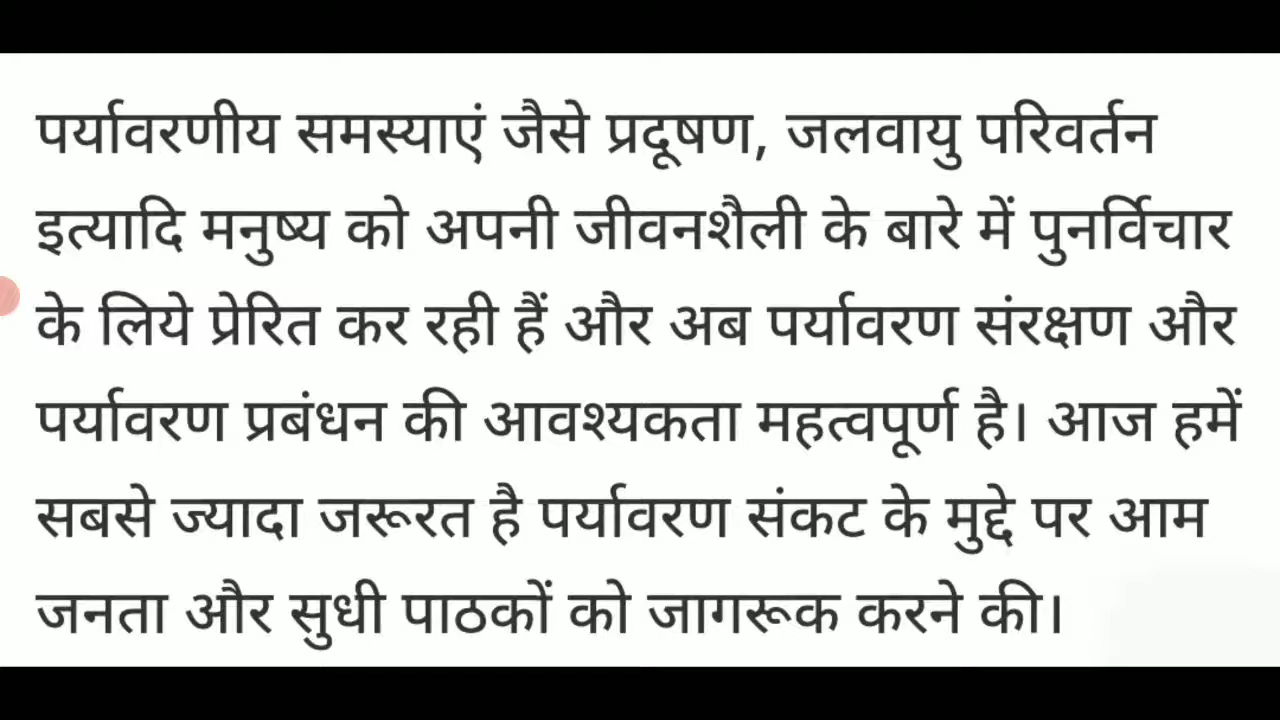 पर्यावरणीय समस्याएं जैसे प्रदूषण, जलवायु परिवर्तन
इत्यादि मनुष्य को अपनी जीवनशैली के बारे में पुनर्विचार
के लिये प्रेरित कर रही हैं और अब पर्यावरण संरक्षण और
पर्यावरण प्रबंधन की आवश्यकता महत्वपूर्ण है। आज हमें
सबसे ज्यादा जरूरत है पर्यावरण संकट के मुद्दे पर आम
जनता और सुधी पाठकों को जागरूक करने की।